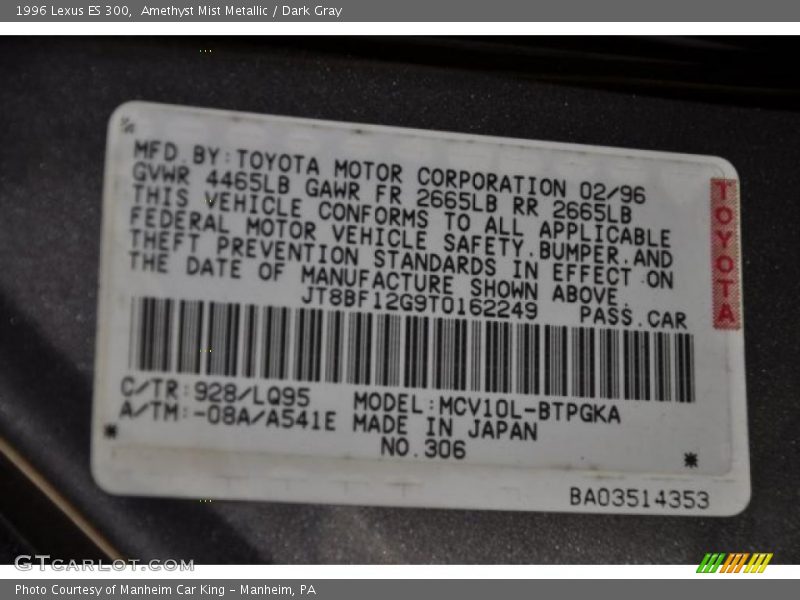 1996 Lexus ES 300,  Amethyst Mist Metallic / Dark Gray
MFD.BY:TOYOTA MOTOR CORPORATION 02/96
GVWR 4465LB GAWR FR 2665LB RR 2665LB
THIS VEHICLE CONFORMS TO ALL APPLICABLE
FEDERAL MOTOR VEHICLE SAFETY,BUMPER,AND
THEFT PREVENTION STANDARDS IN EFFECT ON
THE DATE OF MANUFACTURE SHOWN ABOVE.
JT8BF12G9T0162249 PASS.CAR
TOYOTA
C/TR:928/LQ95 MODEL:MCV10L-BTPGKA
A/TM:-08A/A541E MADE IN JAPAN
NO.306
BA03514353
GTCARLOT.COM
Photo Courtesy of Manheim Car King - Manheim, PA